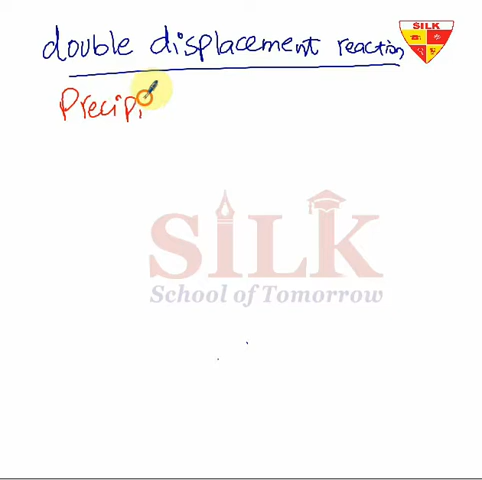 double displacement reaction
SILK
Precipi
SILK
School of Tomorrow